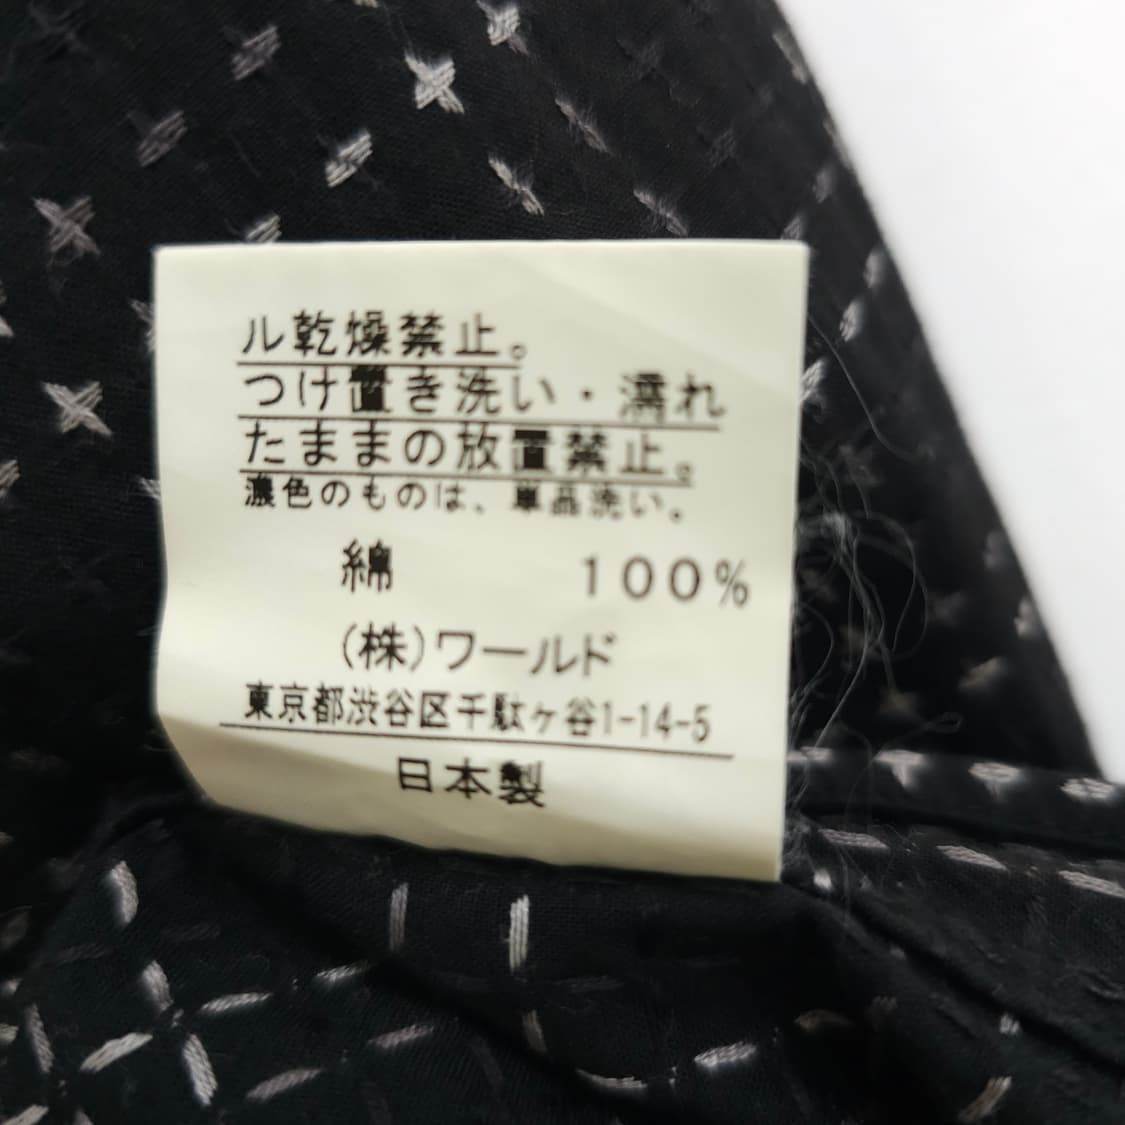 ル乾燥禁止。
つけ置き洗い・濡れ
たままの放置禁止。
濃色のものは、単品洗い。
綿 100%
(株)ワールド
東京都渋谷区千駄ヶ谷1-14-5
日本製